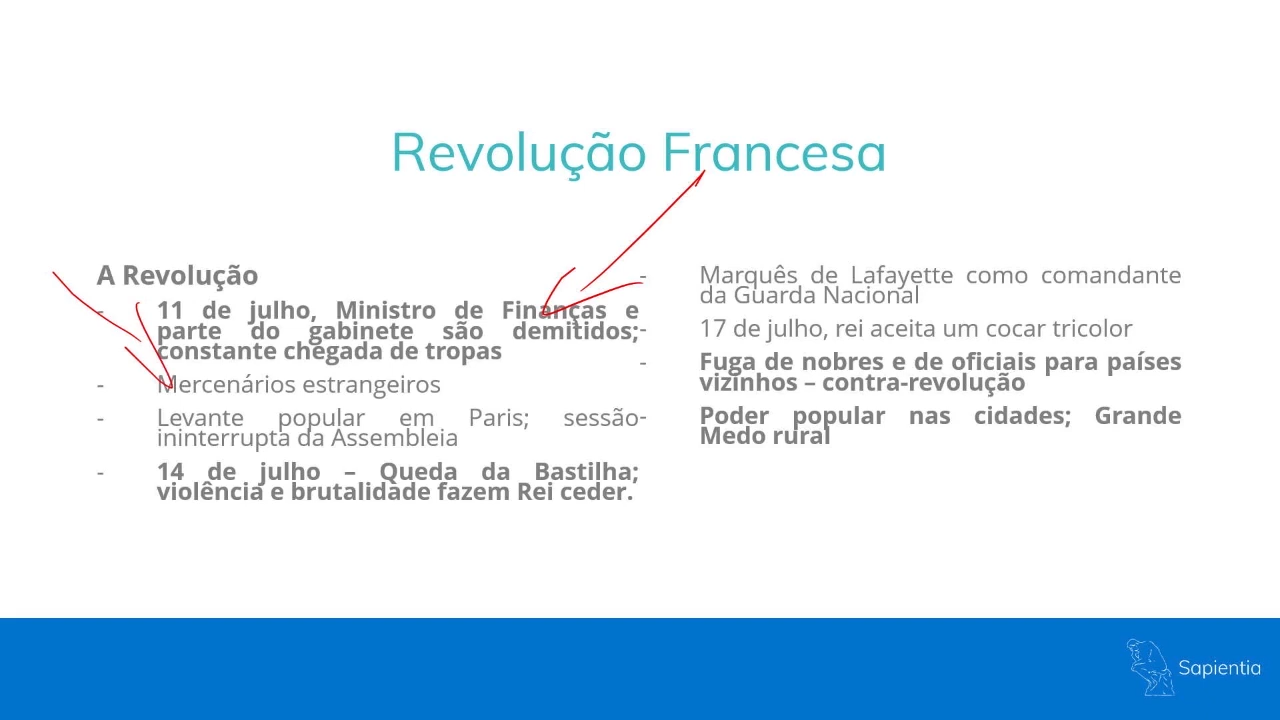 Revolução Francesa
A Revolução
- 11 de julho, Ministro de Finanças e
parte do gabinete são demitidos;
constante chegada de tropas
- Mercenários estrangeiros
- Levante popular em Paris; sessão
ininterrupta da Assembleia
- 14 de julho – Queda da Bastilha;
violência e brutalidade fazem Rei ceder.
- Marquês de Lafayette como comandante
da Guarda Nacional
- 17 de julho, rei aceita um cocar tricolor
- Fuga de nobres e de oficiais para países
vizinhos – contra-revolução
- Poder popular nas cidades; Grande
Medo rural
Sapientia